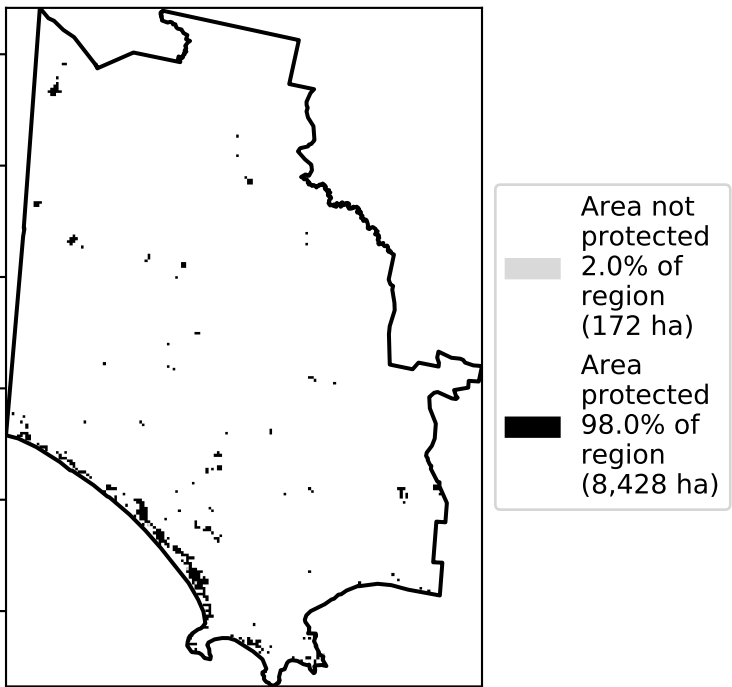 Area not
protected
2.0% of
region
(172 ha)
Area
protected
98.0% of
region
(8,428 ha)